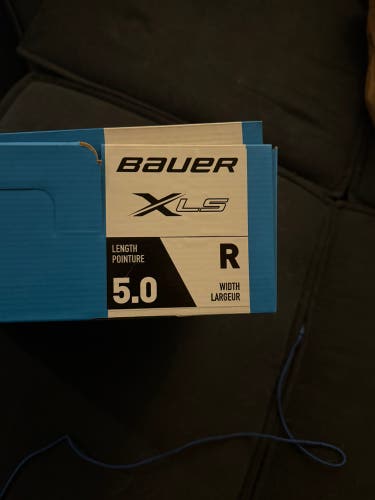 BAUER
XLS
LENGTH
POINTURE
5.0
R
WIDTH
LARGEUR